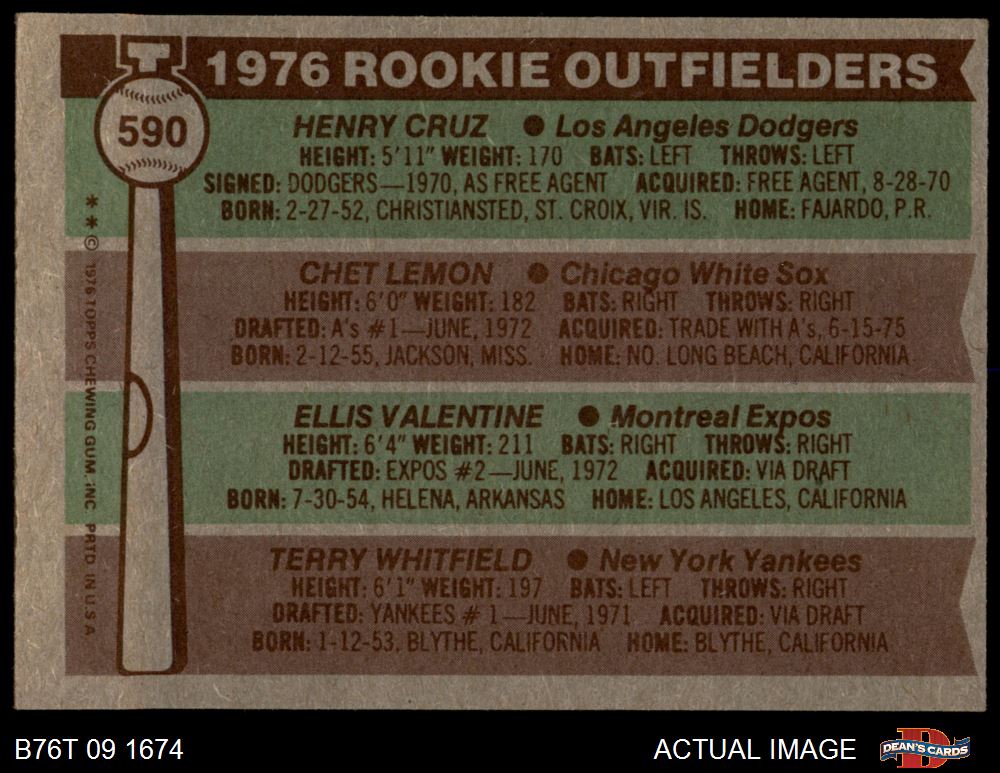 T
1976 ROOKIE OUTFIELDERS
590
HENRY CRUZ ● Los Angeles Dodgers
HEIGHT: 5'11" WEIGHT: 170 BATS: LEFT THROWS: LEFT
SIGNED: DODGERS—1970, AS FREE AGENT ACQUIRED: FREE AGENT, 8-28-70
BORN: 2-27-52, CHRISTIANSTED, ST. CROIX, VIR. IS. HOME: FAJARDO, P.R.
CHET LEMON ● Chicago White Sox
HEIGHT: 6'0" WEIGHT: 182 BATS: RIGHT THROWS: RIGHT
DRAFTED: A's #1—JUNE, 1972 ACQUIRED: TRADE WITH A's, 6-15-75
BORN: 2-12-55, JACKSON, MISS. HOME: NO. LONG BEACH, CALIFORNIA
ELLIS VALENTINE ● Montreal Expos
HEIGHT: 6'4" WEIGHT: 211 BATS: RIGHT THROWS: RIGHT
DRAFTED: EXPOS #2—JUNE, 1972 ACQUIRED: VIA DRAFT
BORN: 7-30-54, HELENA, ARKANSAS HOME: LOS ANGELES, CALIFORNIA
TERRY WHITFIELD ● New York Yankees
HEIGHT: 6'1" WEIGHT: 197 BATS: LEFT THROWS: RIGHT
DRAFTED: YANKEES # 1—JUNE, 1971 ACQUIRED: VIA DRAFT
BORN: 1-12-53, BLYTHE, CALIFORNIA HOME: BLYTHE, CALIFORNIA
* * © 1976 TOPPS CHEWING GUM, INC. PRTD. IN U.S.A.
B76T 09 1674
ACTUAL IMAGE
D
DEAN'S CARDS